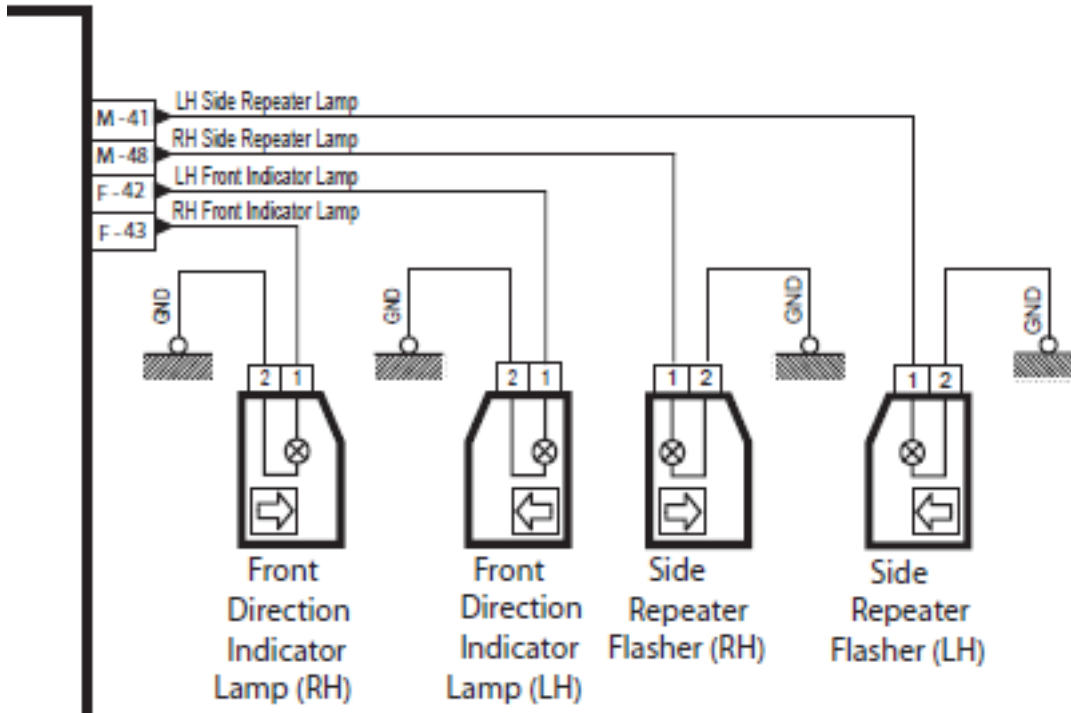 M-41
LH Side Repeater Lamp
M-48
RH Side Repeater Lamp
F-42
LH Front Indicator Lamp
F-43
RH Front Indicator Lamp
GND
GND
GND
GND
2 1
2 1
1 2
1 2
Front
Direction
Indicator
Lamp (RH)
Front
Direction
Indicator
Lamp (LH)
Side
Repeater
Flasher (RH)
Side
Repeater
Flasher (LH)